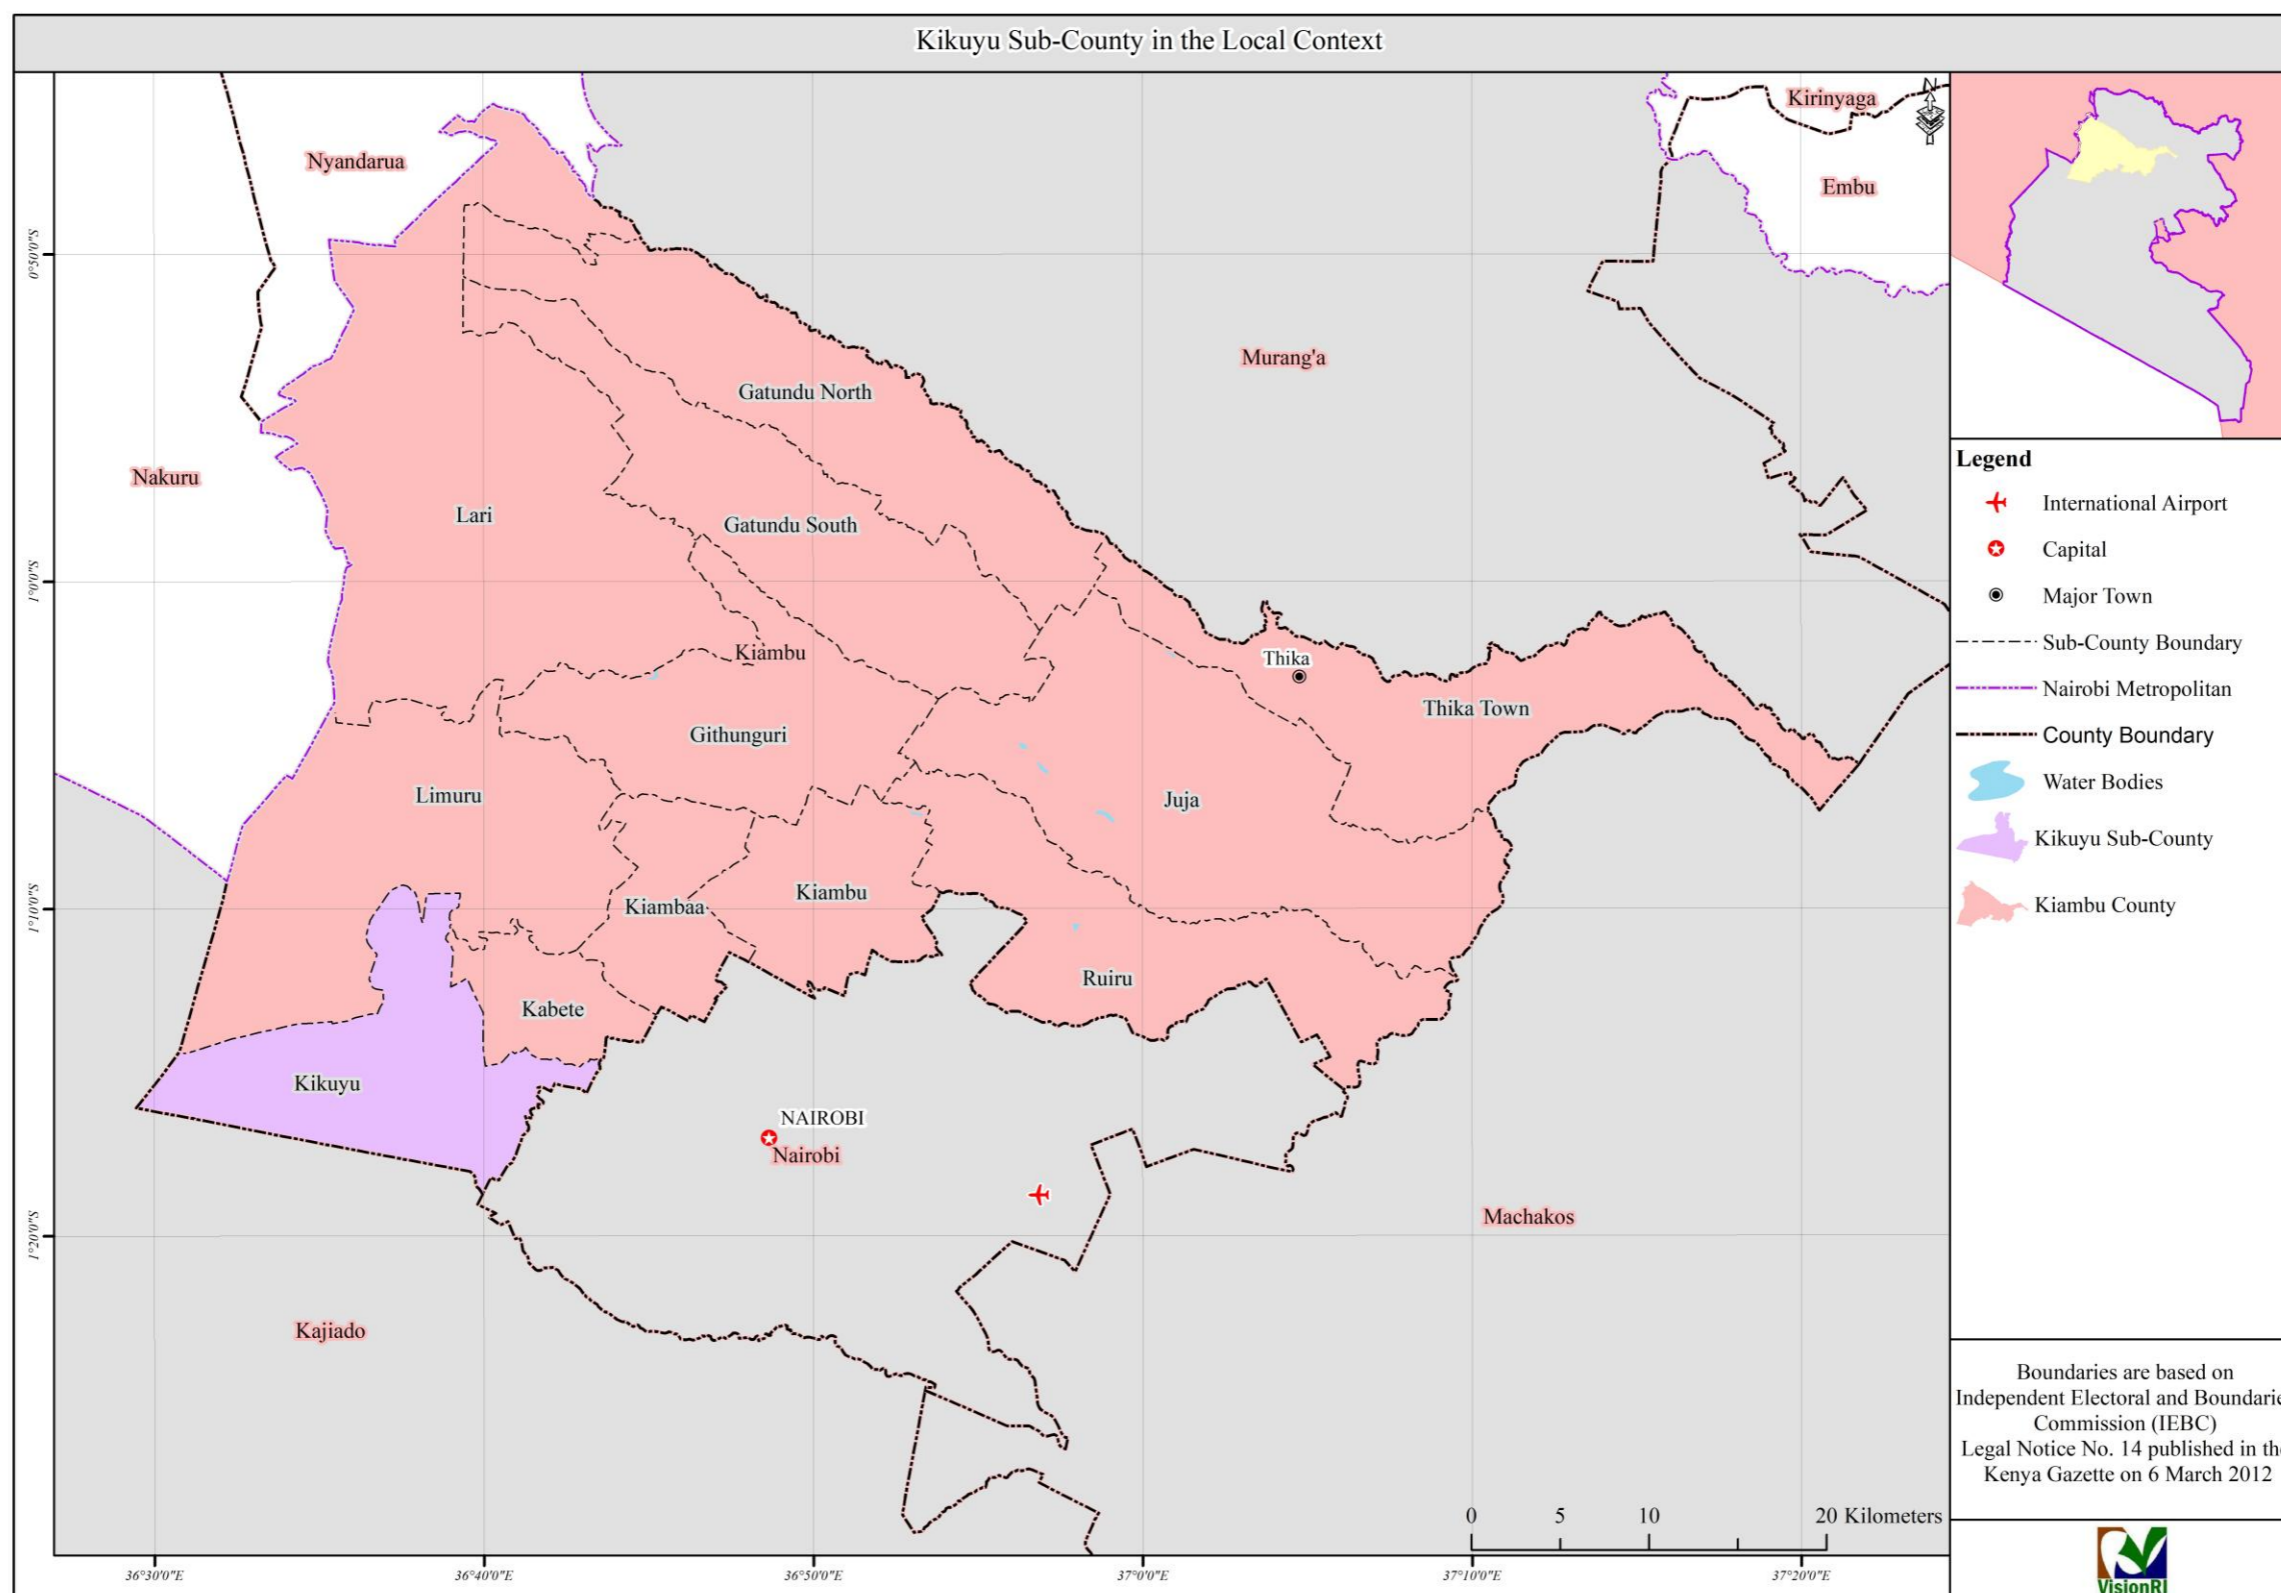 Kikuyu Sub-County in the Local Context
Kirinyaga
N
Nyandarua
Embu
0°50'0"S
Murang'a
Gatundu North
Nakuru
Lari
Gatundu South
1°0'0"S
Kiambu
Thika
Thika Town
Githunguri
Limuru
Juja
Kiambu
Kiambaa
1°10'0"S
Ruiru
Kabete
Kikuyu
NAIROBI
Nairobi
Machakos
1°20'0"S
Kajiado
0 5 10 20 Kilometers
36°30'0"E 36°40'0"E 36°50'0"E 37°0'0"E 37°10'0"E 37°20'0"E
Legend
International Airport
Capital
Major Town
Sub-County Boundary
Nairobi Metropolitan
County Boundary
Water Bodies
Kikuyu Sub-County
Kiambu County
Boundaries are based on
Independent Electoral and Boundarie
Commission (IEBC)
Legal Notice No. 14 published in the
Kenya Gazette on 6 March 2012
VisionRI